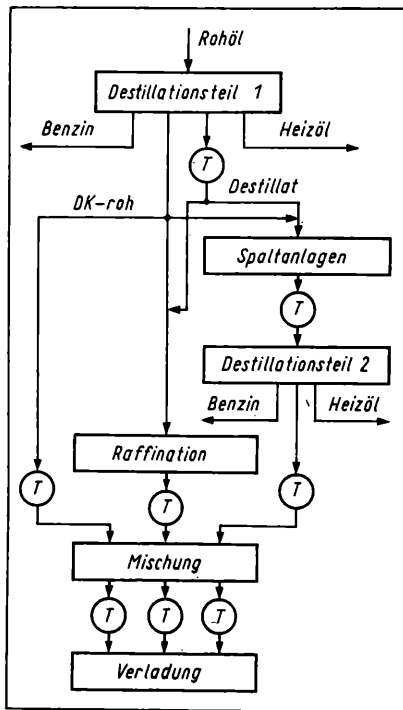 Rohöl
Destillationsteil 1
Benzin
Heizöl
T
Destillat
DK-roh
Spaltanlagen
T
Destillationsteil 2
Benzin
Heizöl
Raffination
T
T
T
Mischung
T
T
T
Verladung